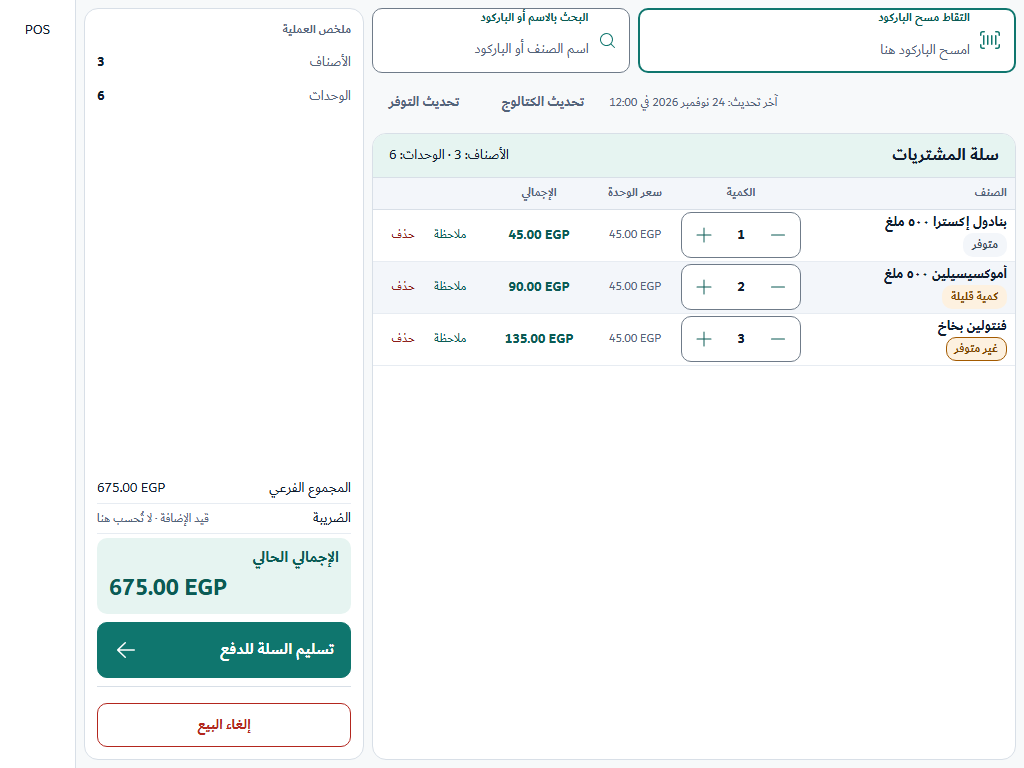 التقاط مسح الباركود
امسح الباركود هنا
البحث بالاسم أو الباركود
اسم الصنف أو الباركود
آخر تحديث: 24 نوفمبر 2026 في 12:00
تحديث الكتالوج
تحديث التوفر
سلة المشتريات
الأصناف: 3 · الوحدات: 6
الصنف الكمية سعر الوحدة الإجمالي
بنادول إكسترا ٥٠٠ ملغ
متوفر
1 45.00 EGP 45.00 EGP ملاحظة حذف
أموكسيسيلين ٥٠٠ ملغ
كمية قليلة
2 45.00 EGP 90.00 EGP ملاحظة حذف
فنتولين بخاخ
غير متوفر
3 45.00 EGP 135.00 EGP ملاحظة حذف
ملخص العملية
الأصناف 3
الوحدات 6
المجموع الفرعي 675.00 EGP
الضريبة قيد الإضافة · لا تُحسب هنا
الإجمالي الحالي
675.00 EGP
تسليم السلة للدفع
إلغاء البيع
POS